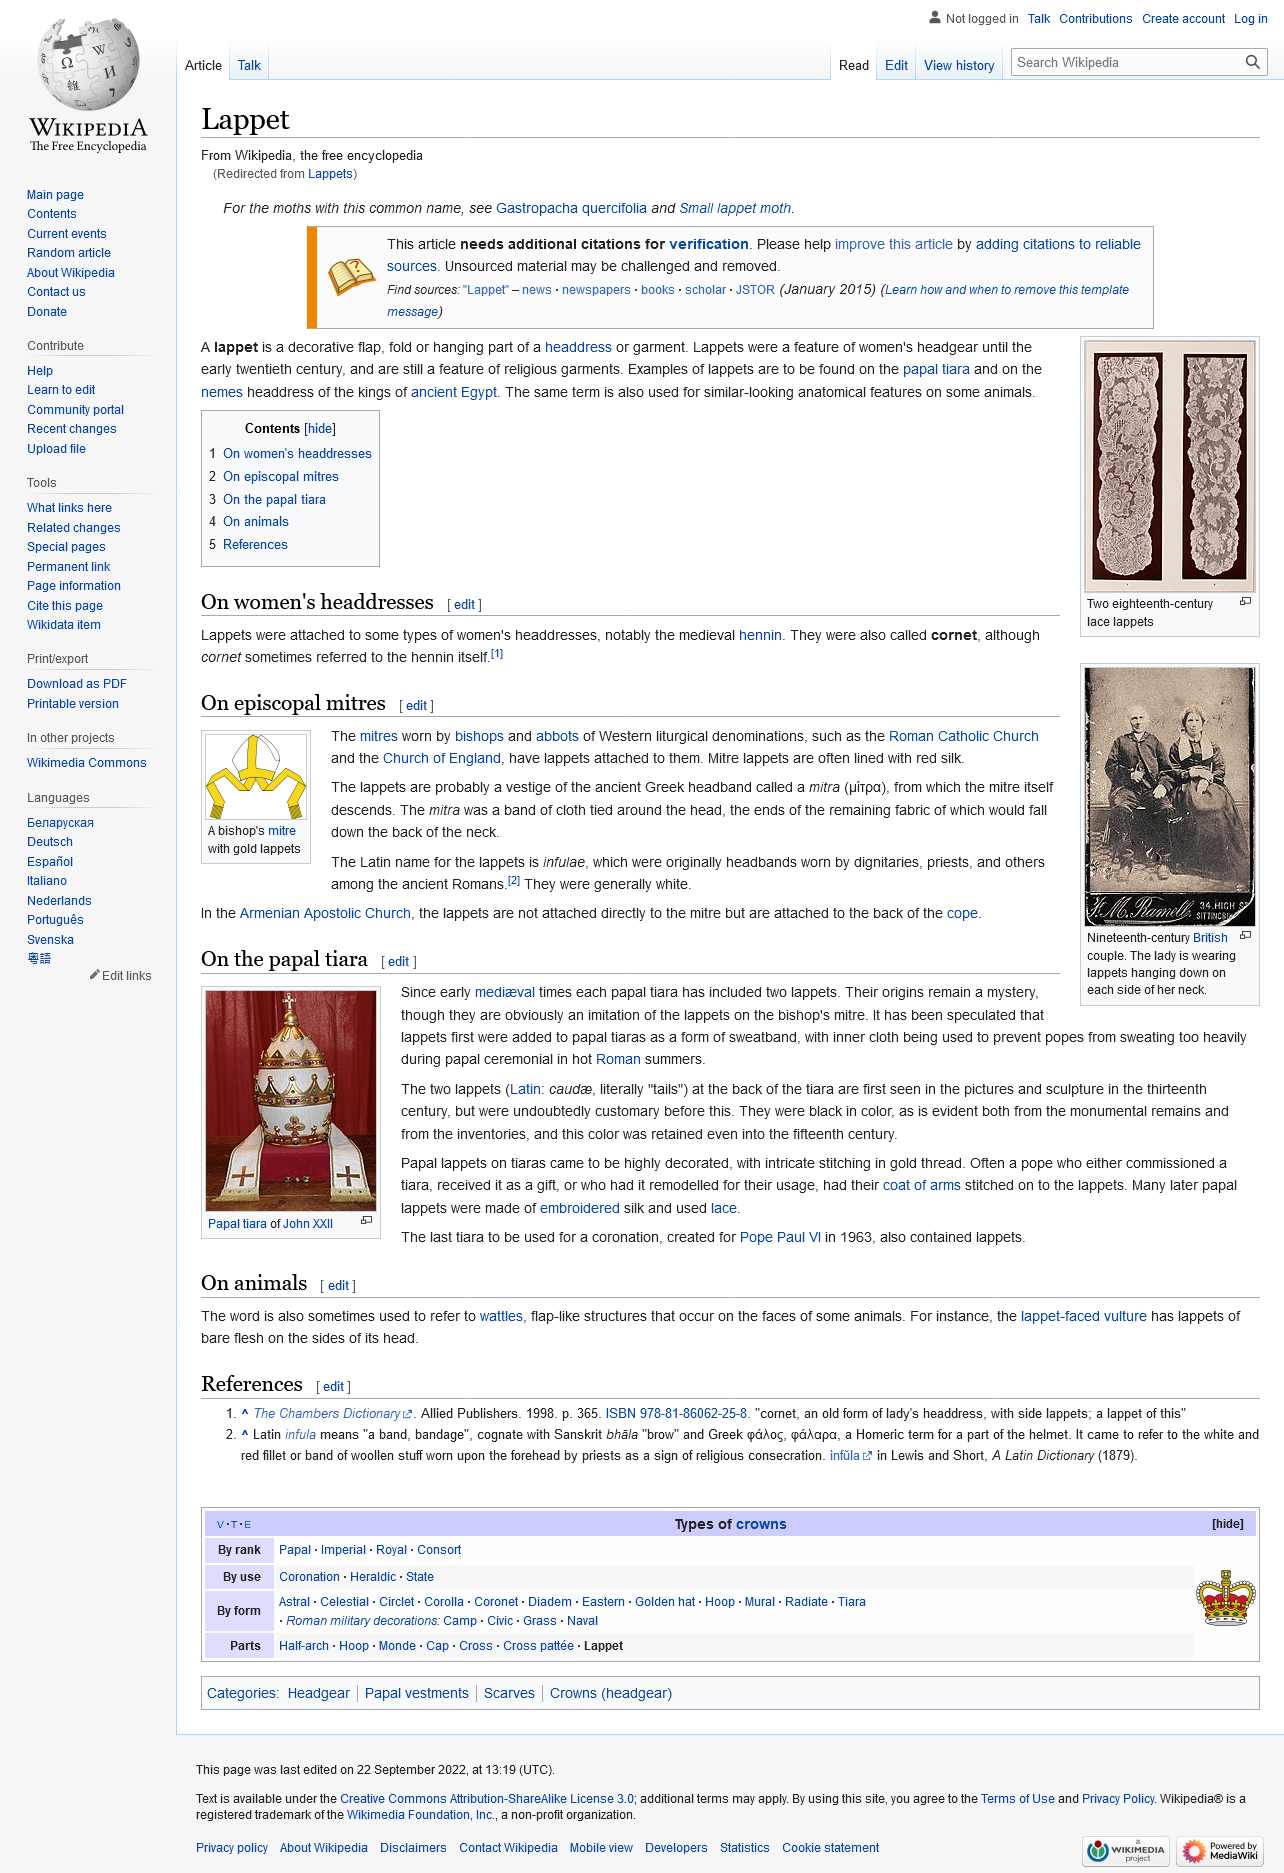 Not logged in Talk Contributions Create account Log in
Article Talk Read Edit View history Search Wikipedia
WIKIPEDIA
The Free Encyclopedia
Main page
Contents
Current events
Random article
About Wikipedia
Contact us
Donate
Contribute
Help
Learn to edit
Community portal
Recent changes
Upload file
Tools
What links here
Related changes
Special pages
Permanent link
Page information
Cite this page
Wikidata item
Print/export
Download as PDF
Printable version
In other projects
Wikimedia Commons
Languages
Беларуская
Deutsch
Español
Italiano
Nederlands
Português
Svenska
粵語
Edit links
Lappet
From Wikipedia, the free encyclopedia
(Redirected from Lappets)
For the moths with this common name, see Gastropacha quercifolia and Small lappet moth.
This article needs additional citations for verification. Please help improve this article by adding citations to reliable
sources. Unsourced material may be challenged and removed.
Find sources: "Lappet" – news · newspapers · books · scholar · JSTOR (January 2015) (Learn how and when to remove this template
message)
A lappet is a decorative flap, fold or hanging part of a headdress or garment. Lappets were a feature of women's headgear until the
early twentieth century, and are still a feature of religious garments. Examples of lappets are to be found on the papal tiara and on the
nemes headdress of the kings of ancient Egypt. The same term is also used for similar-looking anatomical features on some animals.
Two eighteenth-century
lace lappets
Contents [hide]
1 On women's headdresses
2 On episcopal mitres
3 On the papal tiara
4 On animals
5 References
On women's headdresses [ edit ]
Lappets were attached to some types of women's headdresses, notably the medieval hennin. They were also called cornet, although
cornet sometimes referred to the hennin itself.[1]
F. M. Ramell,
34. HIGH S
SITTINGBO
Nineteenth-century British
couple. The lady is wearing
lappets hanging down on
each side of her neck.
On episcopal mitres [ edit ]
A bishop's mitre
with gold lappets
The mitres worn by bishops and abbots of Western liturgical denominations, such as the Roman Catholic Church
and the Church of England, have lappets attached to them. Mitre lappets are often lined with red silk.
The lappets are probably a vestige of the ancient Greek headband called a mitra (μίτρα), from which the mitre itself
descends. The mitra was a band of cloth tied around the head, the ends of the remaining fabric of which would fall
down the back of the neck.
The Latin name for the lappets is infulae, which were originally headbands worn by dignitaries, priests, and others
among the ancient Romans.[2] They were generally white.
In the Armenian Apostolic Church, the lappets are not attached directly to the mitre but are attached to the back of the cope.
On the papal tiara [ edit ]
Papal tiara of John XXII
Since early mediæval times each papal tiara has included two lappets. Their origins remain a mystery,
though they are obviously an imitation of the lappets on the bishop's mitre. It has been speculated that
lappets first were added to papal tiaras as a form of sweatband, with inner cloth being used to prevent popes from sweating too heavily
during papal ceremonial in hot Roman summers.
The two lappets (Latin: caudæ, literally "tails") at the back of the tiara are first seen in the pictures and sculpture in the thirteenth
century, but were undoubtedly customary before this. They were black in color, as is evident both from the monumental remains and
from the inventories, and this color was retained even into the fifteenth century.
Papal lappets on tiaras came to be highly decorated, with intricate stitching in gold thread. Often a pope who either commissioned a
tiara, received it as a gift, or who had it remodelled for their usage, had their coat of arms stitched on to the lappets. Many later papal
lappets were made of embroidered silk and used lace.
The last tiara to be used for a coronation, created for Pope Paul VI in 1963, also contained lappets.
On animals [ edit ]
The word is also sometimes used to refer to wattles, flap-like structures that occur on the faces of some animals. For instance, the lappet-faced vulture has lappets of
bare flesh on the sides of its head.
References [ edit ]
1. ^ The Chambers Dictionary. Allied Publishers. 1998. p. 365. ISBN 978-81-86062-25-8. "cornet, an old form of lady's headdress, with side lappets; a lappet of this"
2. ^ Latin infula means "a band, bandage", cognate with Sanskrit bhāla "brow" and Greek φάλος, φάλαρα, a Homeric term for a part of the helmet. It came to refer to the white and
red fillet or band of woollen stuff worn upon the forehead by priests as a sign of religious consecration. infŭla in Lewis and Short, A Latin Dictionary (1879).
V · T · E Types of crowns [hide]
By rank Papal · Imperial · Royal · Consort
By use Coronation · Heraldic · State
By form Astral · Celestial · Circlet · Corolla · Coronet · Diadem · Eastern · Golden hat · Hoop · Mural · Radiate · Tiara
· Roman military decorations: Camp · Civic · Grass · Naval
Parts Half-arch · Hoop · Monde · Cap · Cross · Cross pattée · Lappet
Categories: Headgear | Papal vestments | Scarves | Crowns (headgear)
This page was last edited on 22 September 2022, at 13:19 (UTC).
Text is available under the Creative Commons Attribution-ShareAlike License 3.0; additional terms may apply. By using this site, you agree to the Terms of Use and Privacy Policy. Wikipedia® is a
registered trademark of the Wikimedia Foundation, Inc., a non-profit organization.
Privacy policy About Wikipedia Disclaimers Contact Wikipedia Mobile view Developers Statistics Cookie statement
a WIKIMEDIA project
Powered by MediaWiki